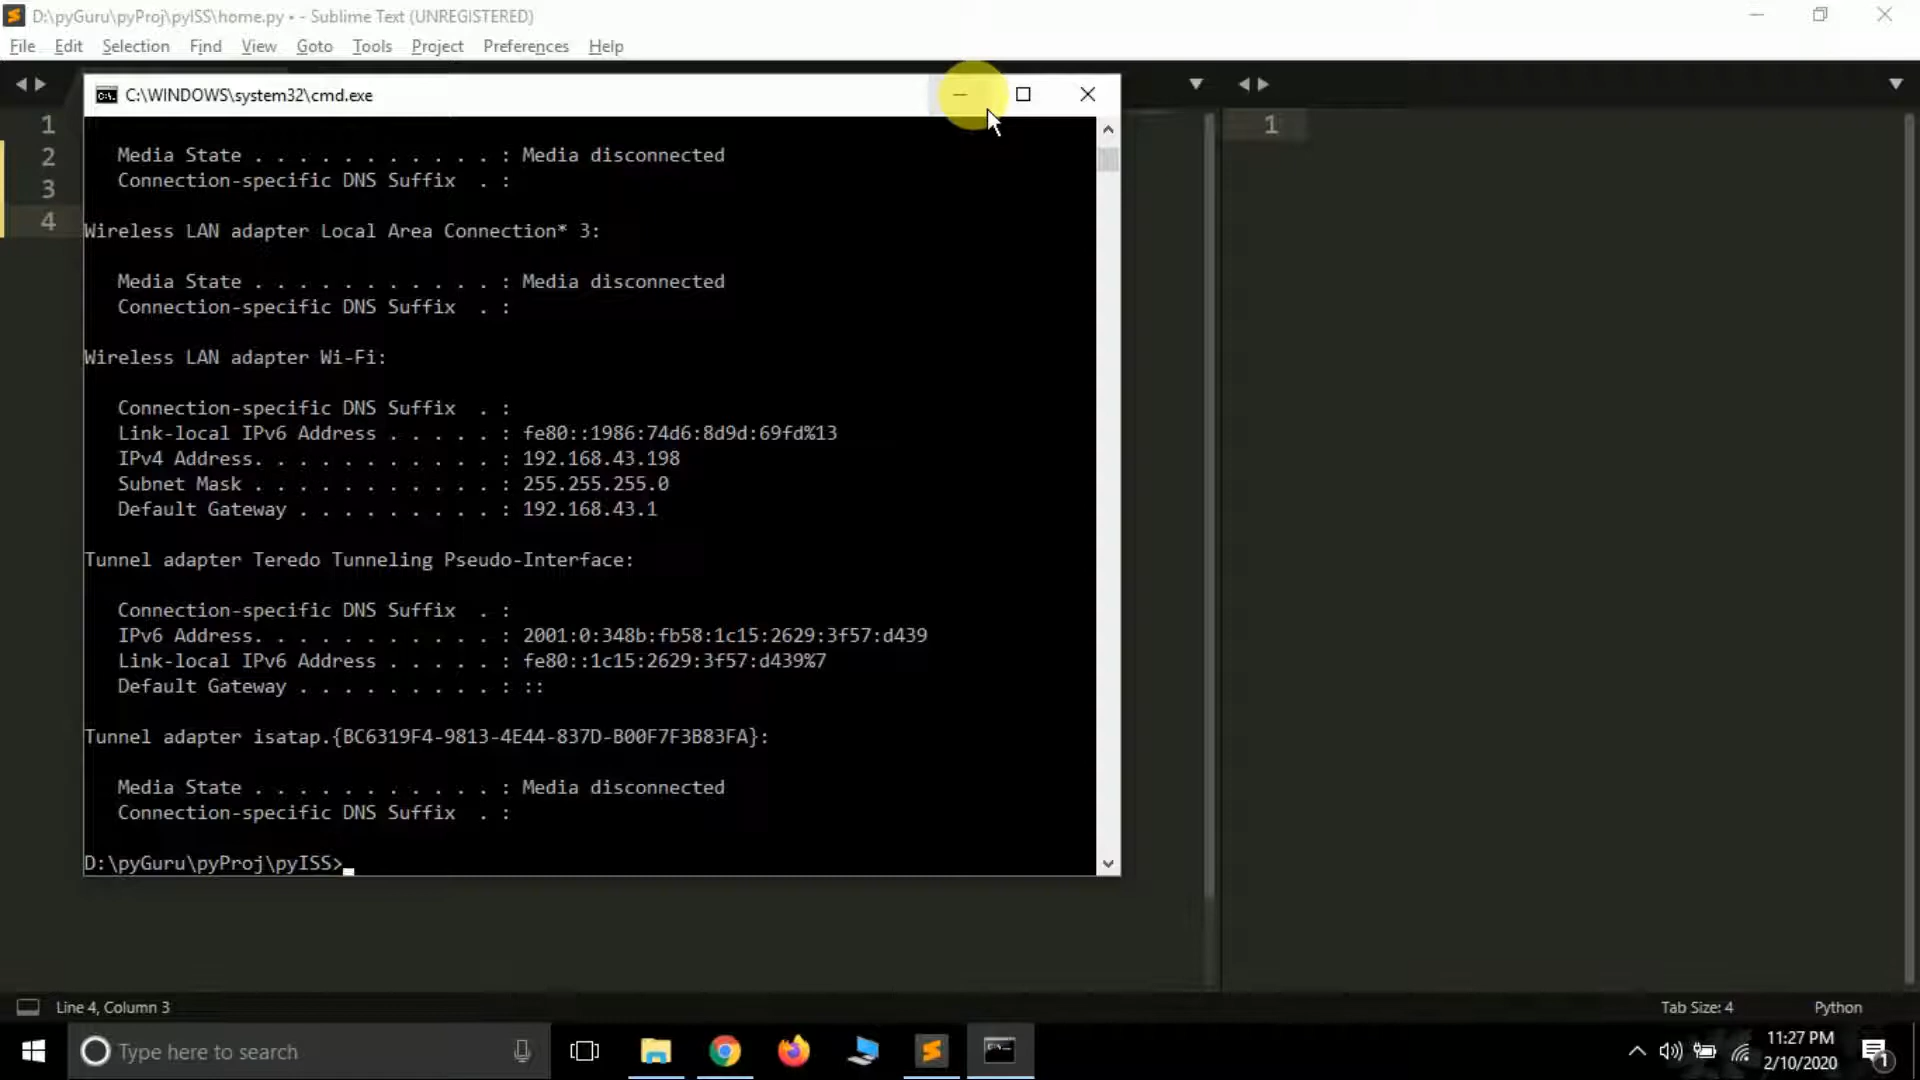 D:\pyGuru\pyProj\pyISS\home.py • - Sublime Text (UNREGISTERED)
File Edit Selection Find View Goto Tools Project Preferences Help
C:\WINDOWS\system32\cmd.exe
1
2
3
4
1
Media State . . . . . . . . . . . : Media disconnected
Connection-specific DNS Suffix  . :
Wireless LAN adapter Local Area Connection* 3:
Media State . . . . . . . . . . . : Media disconnected
Connection-specific DNS Suffix  . :
Wireless LAN adapter Wi-Fi:
Connection-specific DNS Suffix  . :
Link-local IPv6 Address . . . . . : fe80::1986:74d6:8d9d:69fd%13
IPv4 Address. . . . . . . . . . . : 192.168.43.198
Subnet Mask . . . . . . . . . . . : 255.255.255.0
Default Gateway . . . . . . . . . : 192.168.43.1
Tunnel adapter Teredo Tunneling Pseudo-Interface:
Connection-specific DNS Suffix  . :
IPv6 Address. . . . . . . . . . . : 2001:0:348b:fb58:1c15:2629:3f57:d439
Link-local IPv6 Address . . . . . : fe80::1c15:2629:3f57:d439%7
Default Gateway . . . . . . . . . : ::
Tunnel adapter isatap.{BC6319F4-9813-4E44-837D-B00F7F3B83FA}:
Media State . . . . . . . . . . . : Media disconnected
Connection-specific DNS Suffix  . :
D:\pyGuru\pyProj\pyISS>
Line 4, Column 3
Tab Size: 4
Python
Type here to search
11:27 PM
2/10/2020
1